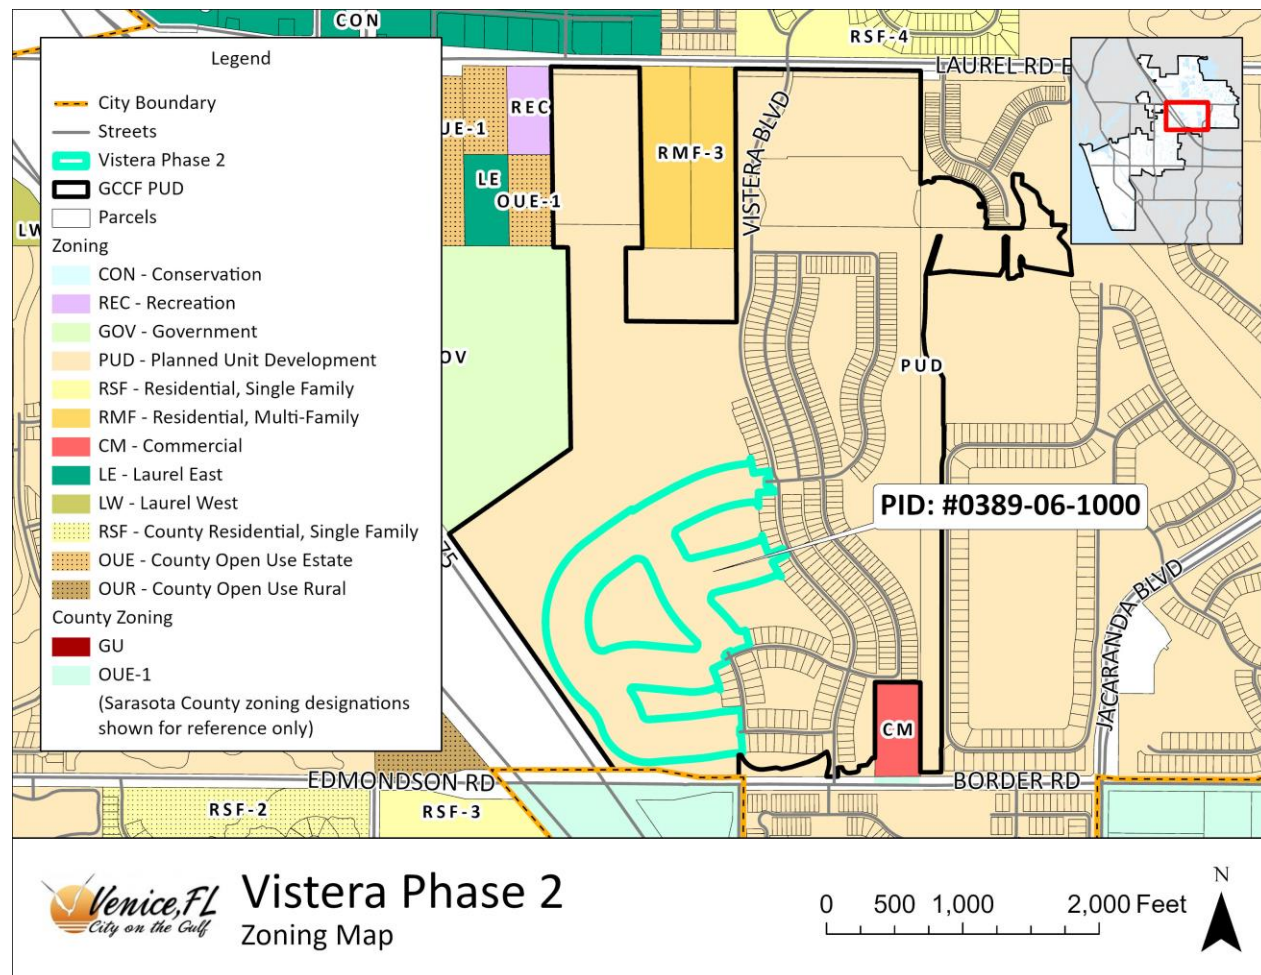 CON
RSF-4
LAUREL RD E
Legend
City Boundary
Streets
Vistera Phase 2
GCCF PUD
Parcels
Zoning
CON - Conservation
REC - Recreation
GOV - Government
PUD - Planned Unit Development
RSF - Residential, Single Family
RMF - Residential, Multi-Family
CM - Commercial
LE - Laurel East
LW - Laurel West
RSF - County Residential, Single Family
OUE - County Open Use Estate
OUR - County Open Use Rural
County Zoning
GU
OUE-1
(Sarasota County zoning designations
shown for reference only)
REC
UE-1
RMF-3
VISTERA BLVD
LE
OUE-1
LW
OV
PUD
PID: #0389-06-1000
75
JACARANDA BLVD
CM
EDMONDSON RD
BORDER RD
RSF-2
RSF-3
Venice, FL
City on the Gulf
Vistera Phase 2
Zoning Map
0 500 1,000 2,000 Feet
N